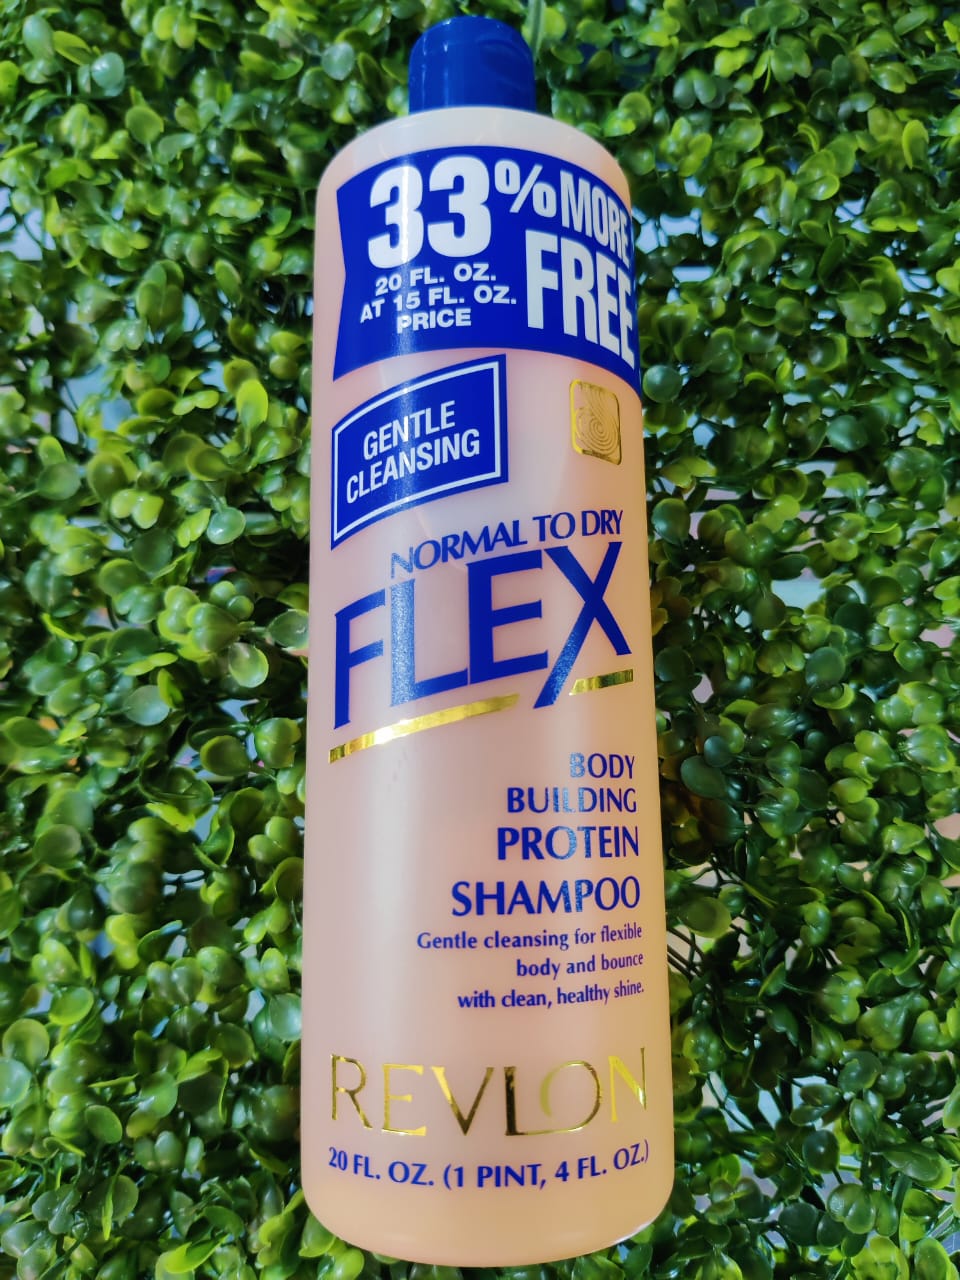 33% MORE
FREE
20 FL. OZ.
AT 15 FL. OZ.
PRICE
GENTLE
CLEANSING
NORMAL TO DRY
FLEX
BODY
BUILDING
PROTEIN
SHAMPOO
Gentle cleansing for flexible
body and bounce
with clean, healthy shine.
REVLON
20 FL. OZ. (1 PINT, 4 FL. OZ.)